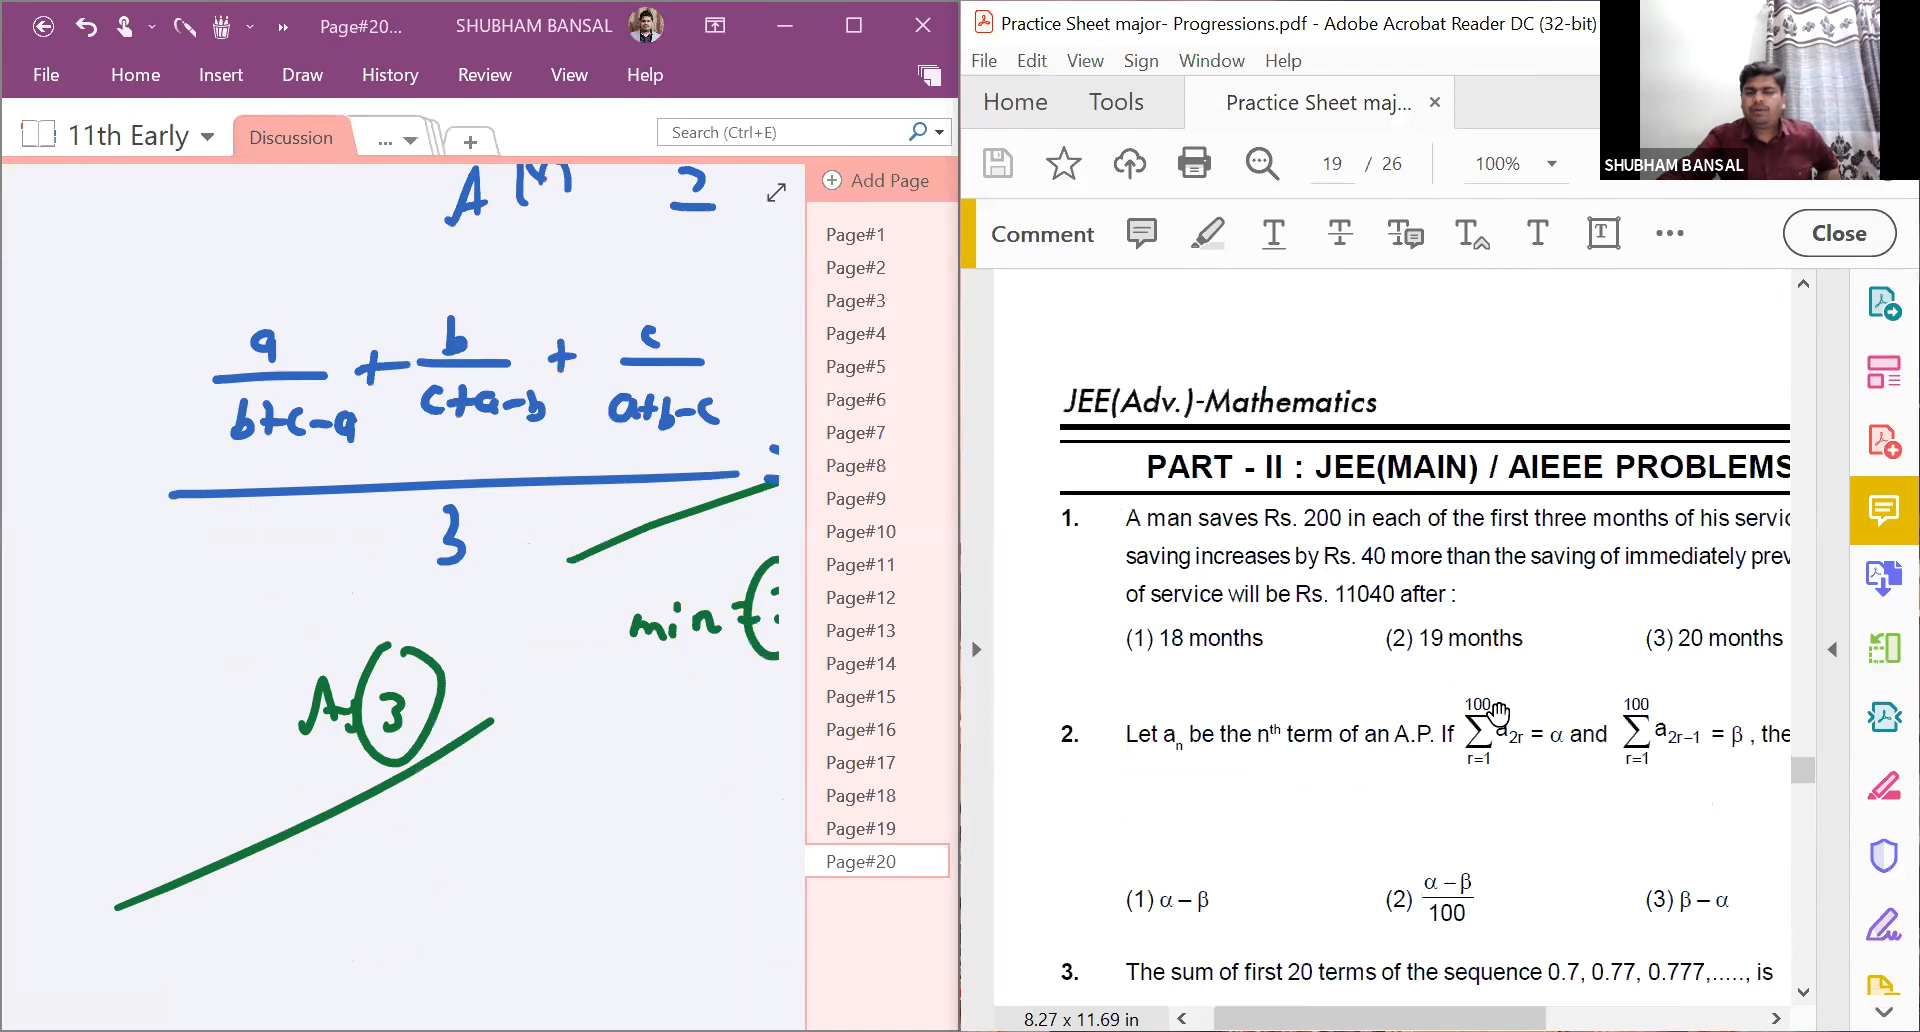 Page#20...
SHUBHAM BANSAL
File Home Insert Draw History Review View Help
11th Early
Discussion
...
Search (Ctrl+E)
Add Page
Page#1
Page#2
Page#3
Page#4
Page#5
Page#6
Page#7
Page#8
Page#9
Page#10
Page#11
Page#12
Page#13
Page#14
Page#15
Page#16
Page#17
Page#18
Page#19
Page#20
A
2
a/(b+c-a) + b/(c+a-b) + c/(a+b-c)
3
min =
3
Practice Sheet major- Progressions.pdf - Adobe Acrobat Reader DC (32-bit)
File Edit View Sign Window Help
Home Tools Practice Sheet maj... ×
19 / 26 100%
SHUBHAM BANSAL
Comment
Close
JEE(Adv.)-Mathematics
PART - II : JEE(MAIN) / AIEEE PROBLEMS
1. A man saves Rs. 200 in each of the first three months of his
saving increases by Rs. 40 more than the saving of immediately
of service will be Rs. 11040 after :
(1) 18 months (2) 19 months (3) 20 months
2. Let aₙ be the nᵗʰ term of an A.P. If ∑_{r=1}^{100} a_{2r} = α and ∑_{r=1}^{100} a_{2r–1} = β ,
(1) α – β (2) (α – β)/100 (3) β – α
3. The sum of first 20 terms of the sequence 0.7, 0.77, 0.777,....., is
8.27 x 11.69 in